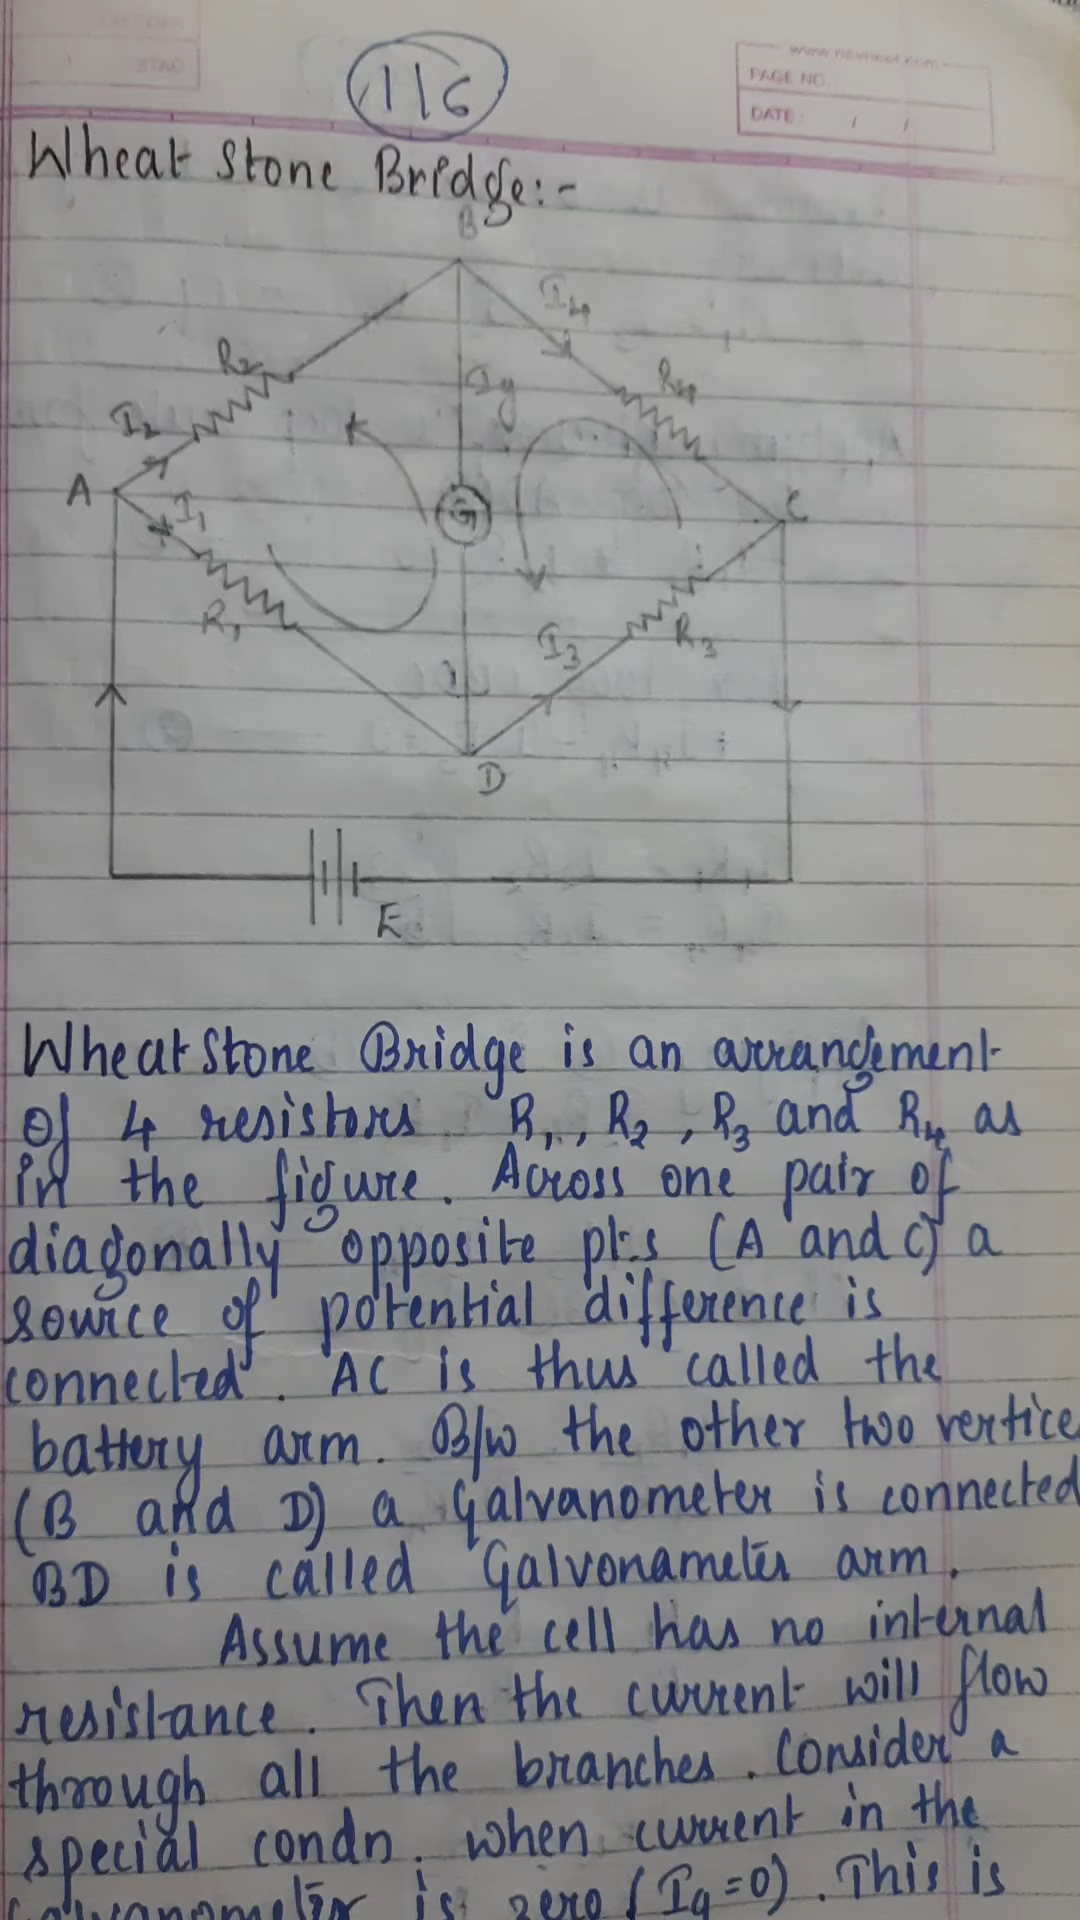 116
www.navneet.com
PAGE NO.
DATE: / /
Wheat Stone Bridge:-
B
I4
R2
Ig
R4
I2
A
I1
G
C
R1
I3
R3
D
E
Wheat Stone Bridge is an arrangement
of 4 resistors R1, R2, R3 and R4 as
in the figure. Across one pair of
diagonally opposite pts (A and C) a
source of potential difference is
connected. AC is thus called the
battery arm. B/w the other two vertice
(B and D) a Galvanometer is connected
BD is called Galvonameter arm.
Assume the cell has no internal
resistance. Then the current will flow
through all the branches. Consider a
special condn. when current in the
is zero (Ig=0). This is